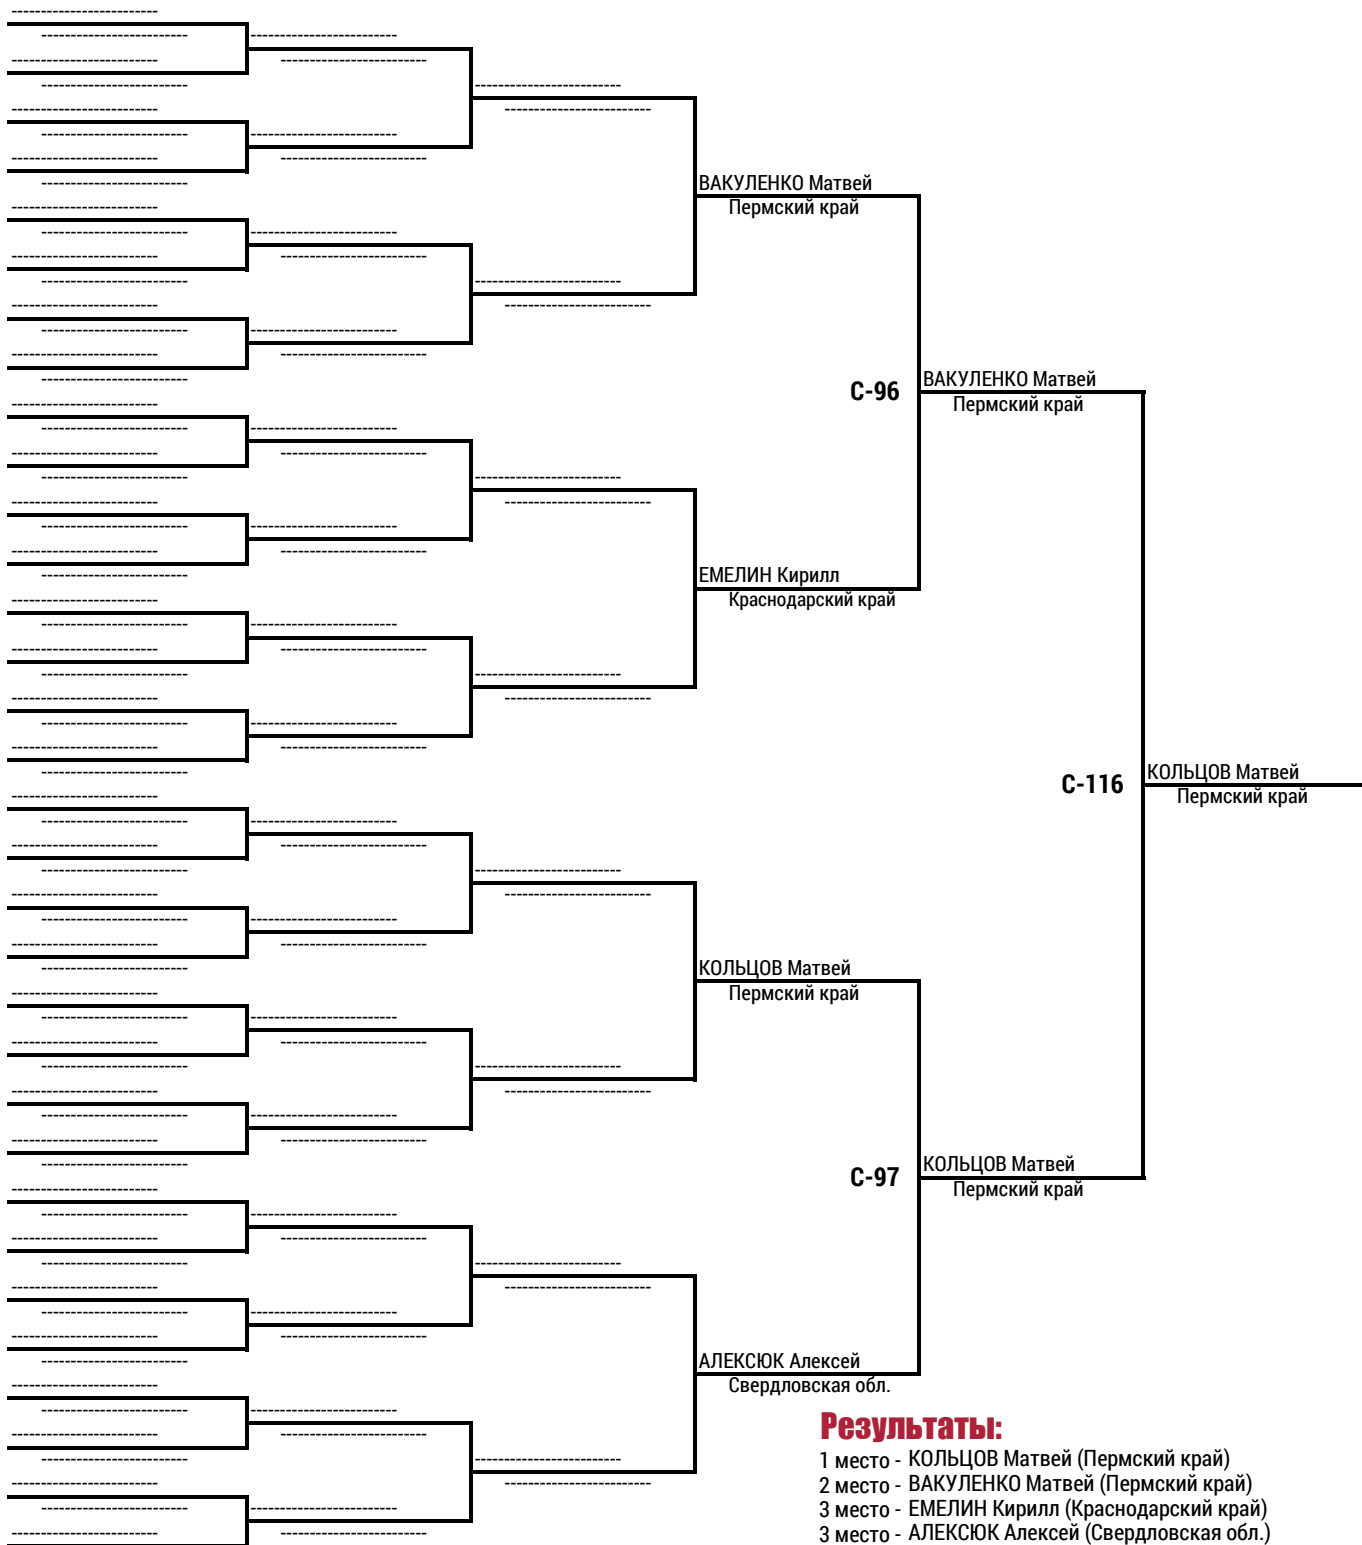 ВАКУЛЕНКО Матвей
Пермский край
C-96
ВАКУЛЕНКО Матвей
Пермский край
ЕМЕЛИН Кирилл
Краснодарский край
C-116
КОЛЬЦОВ Матвей
Пермский край
КОЛЬЦОВ Матвей
Пермский край
C-97
КОЛЬЦОВ Матвей
Пермский край
АЛЕКСЮК Алексей
Свердловская обл.
Результаты:
1 место - КОЛЬЦОВ Матвей (Пермский край)
2 место - ВАКУЛЕНКО Матвей (Пермский край)
3 место - ЕМЕЛИН Кирилл (Краснодарский край)
3 место - АЛЕКСЮК Алексей (Свердловская обл.)